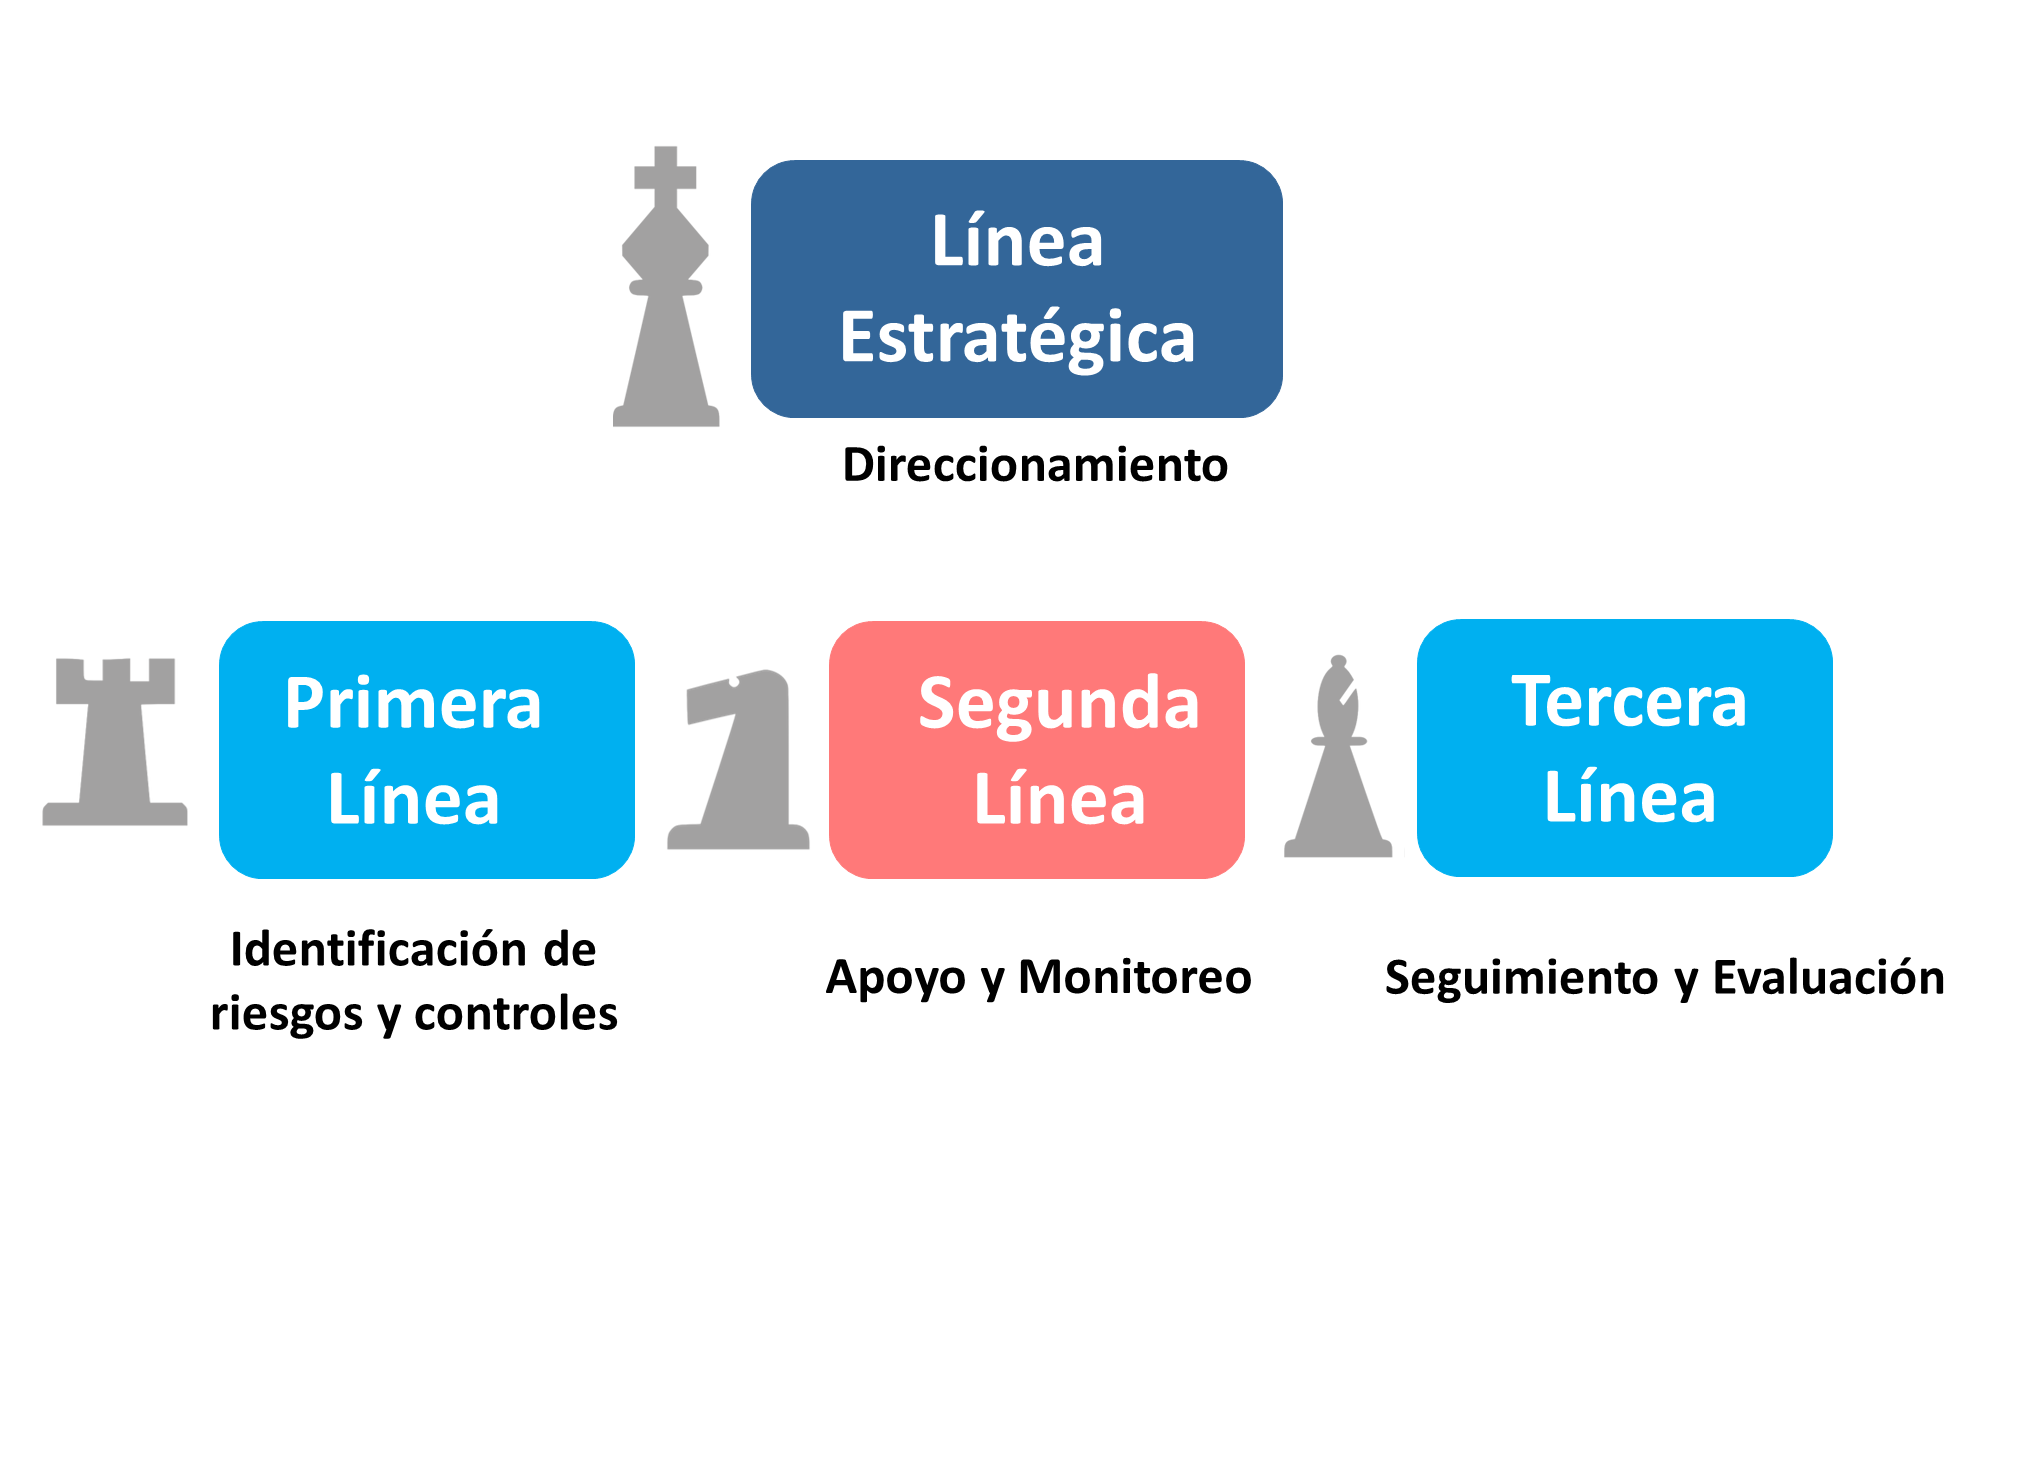 Línea
Estratégica
Direccionamiento
Primera
Línea
Segunda
Línea
Tercera
Línea
Identificación de
riesgos y controles
Apoyo y Monitoreo
Seguimiento y Evaluación